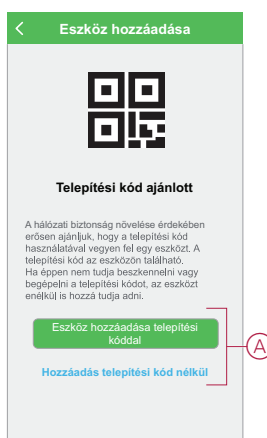 Eszköz hozzáadása
Telepítési kód ajánlott
A hálózati biztonság növelése érdekében
erősen ajánljuk, hogy a telepítési kód
használatával vegyen fel egy eszközt. A
telepítési kód az eszközön található.
Ha éppen nem tudja beszkennelni vagy
begépelni a telepítési kódot, az eszközt
enélkül is hozzá tudja adni.
Eszköz hozzáadása telepítési
kóddal
A
Hozzáadás telepítési kód nélkül